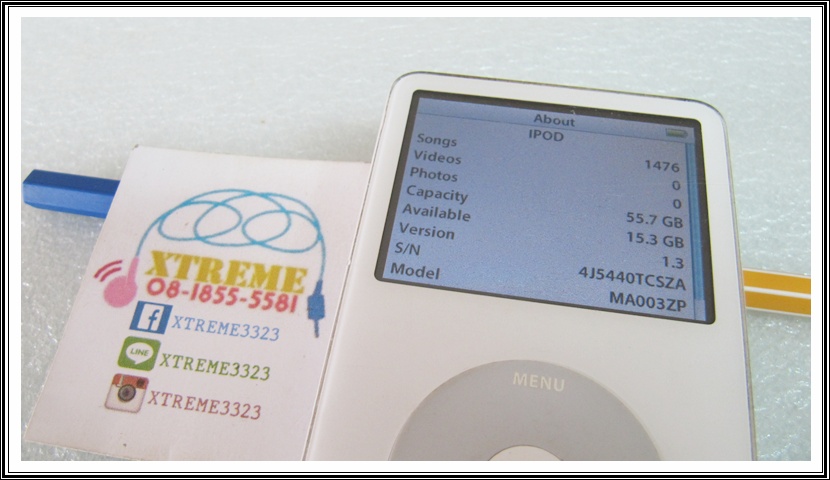 XTREME
08-1855-5581
XTREME3323
LINE
XTREME3323
XTREME3323
About
IPOD
Songs 1476
Videos 0
Photos 0
Capacity 55.7 GB
Available 15.3 GB
Version 1.3
S/N 4J5440TCSZA
Model MA003ZP
MENU